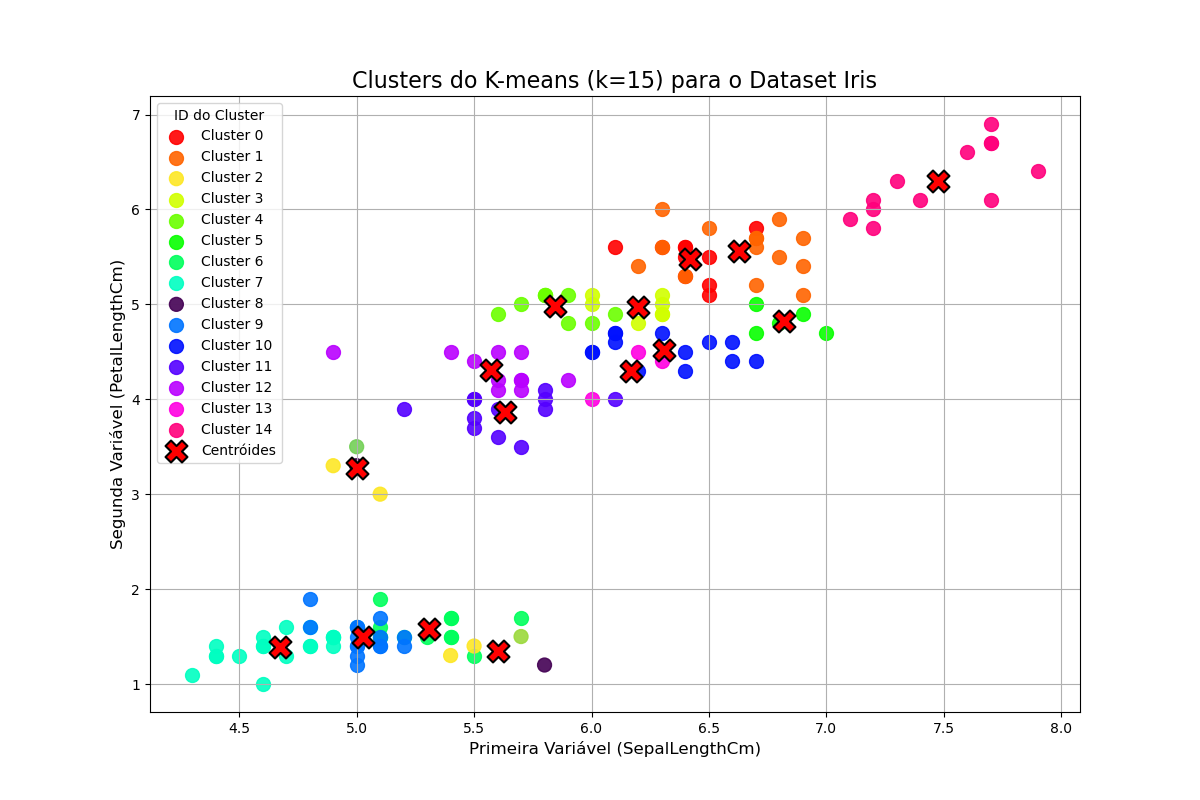 Clusters do K-means (k=15) para o Dataset Iris
ID do Cluster
Cluster 0
Cluster 1
Cluster 2
Cluster 3
Cluster 4
Cluster 5
Cluster 6
Cluster 7
Cluster 8
Cluster 9
Cluster 10
Cluster 11
Cluster 12
Cluster 13
Cluster 14
Centróides
Segunda Variável (PetalLengthCm)
7
6
5
4
3
2
1
4.5 5.0 5.5 6.0 6.5 7.0 7.5 8.0
Primeira Variável (SepalLengthCm)